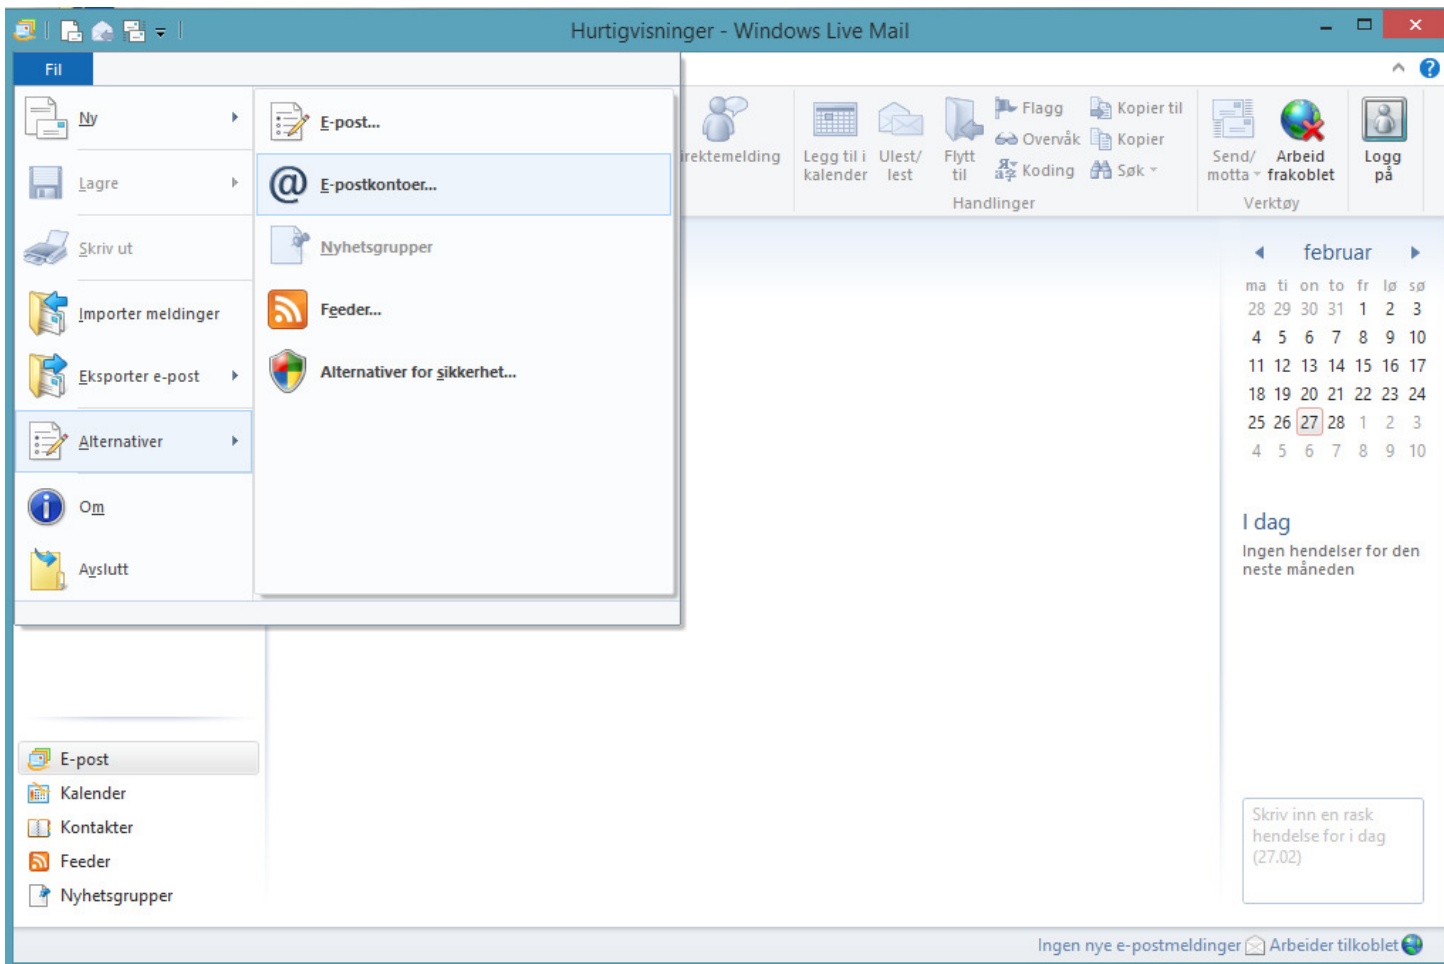 Hurtigvisninger - Windows Live Mail
Fil
Ny
Lagre
Skriv ut
Importer meldinger
Eksporter e-post
Alternativer
Om
Avslutt
E-post...
E-postkontoer...
Nyhetsgrupper
Feeder...
Alternativer for sikkerhet...
irektemelding
Legg til i
kalender
Ulest/
lest
Flytt
til
Flagg
Overvåk
Koding
Kopier til
Kopier
Søk
Handlinger
Send/
motta
Arbeid
frakoblet
Verktøy
Logg
på
februar
ma ti on to fr lø sø
28 29 30 31 1 2 3
4 5 6 7 8 9 10
11 12 13 14 15 16 17
18 19 20 21 22 23 24
25 26 27 28 1 2 3
4 5 6 7 8 9 10
I dag
Ingen hendelser for den
neste måneden
E-post
Kalender
Kontakter
Feeder
Nyhetsgrupper
Skriv inn en rask
hendelse for i dag
(27.02)
Ingen nye e-postmeldinger
Arbeider tilkoblet